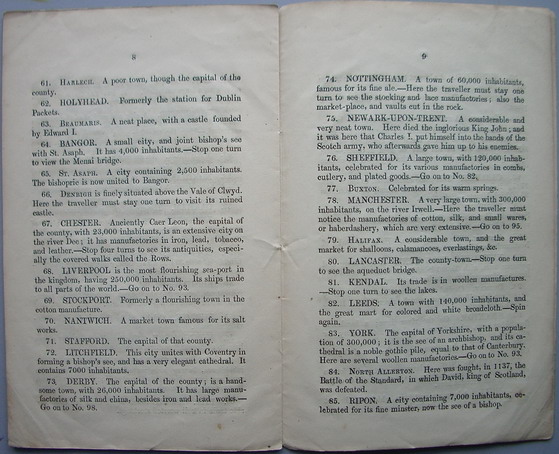 8
61. HARLECH. A poor town, though the capital of the
county.
62. HOLYHEAD. Formerly the station for Dublin
Packets.
63. BEAUMARIS. A neat place, with a castle founded
by Edward I.
64. BANGOR. A small city, and joint bishop's see
with St. Asaph. It has 4,000 inhabitants.—Stop one turn
to view the Menai bridge.
65. ST. ASAPH. A city containing 2,500 inhabitants.
The bishopric is now united to Bangor.
66. DENBIGH is finely situated above the Vale of Clwyd.
Here the traveller must stay one turn to visit its ruined
castle.
67. CHESTER. Anciently Caer Leon, the capital of the
county, with 23,000 inhabitants, is an extensive city on
the river Dee; it has manufactories in iron, lead, tobacco,
and leather.—Stop four turns to see its antiquities, especi-
ally the covered walks called the Rows.
68. LIVERPOOL is the most flourishing sea-port in
the kingdom, having 250,000 inhabitants. Its ships trade
to all parts of the world.—Go on to No. 93.
69. STOCKPORT. Formerly a flourishing town in the
cotton manufacture.
70. NANTWICH. A market town famous for its salt
works.
71. STAFFORD. The capital of that county.
72. LITCHFIELD. This city unites with Coventry in
forming a bishop's see, and has a very elegant cathedral. It
contains 7000 inhabitants.
73. DERBY. The capital of the county; is a hand-
some town, with 26,000 inhabitants. It has large manu-
factories of silk and china, besides iron and lead works.—
Go on to No. 98.
9
74. NOTTINGHAM. A town of 60,000 inhabitants,
famous for its fine ale.—Here the traveller must stay one
turn to see the stocking and lace manufactories; also the
market-place, and vaults cut in the rock.
75. NEWARK-UPON-TRENT. A considerable and
very neat town. Here died the inglorious King John; and
it was here that Charles I. put himself into the hands of the
Scotch army, who afterwards gave him up to his enemies.
76. SHEFFIELD. A large town, with 120,000 inhab-
itants, celebrated for its various manufactures in combs,
cutlery, and plated goods.—Go on to No. 82,
77. BUXTON. Celebrated for its warm springs.
78. MANCHESTER. A very large town, with 300,000
inhabitants, on the river Irwell.—Here the traveller must
notice the manufactories of cotton, silk, and small wares,
or haberdashery, which are very extensive.—Go on to 95.
79. HALIFAX. A considerable town, and the great
market for shalloons, calamancoes, everlastings, &c.
80. LANCASTER. The county-town.—Stop one turn
to see the aqueduct bridge.
81. KENDAL. Its trade is in woollen manufactures.
—Stop one turn to see the lakes.
82. LEEDS. A town with 140,000 inhabitants, and
the great mart for colored and white broadcloth.—Spin
again.
83. YORK. The capital of Yorkshire, with a popula-
tion of 300,000; it is the see of an archbishop, and its ca-
thedral is a noble gothic pile, equal to that of Canterbury.
Here are several woollen manufactories.—Go on to No. 93.
84. NORTH ALLERTON. Here was fought, in 1137, the
Battle of the Standard, in which David, king of Scotland,
was defeated.
85. RIPON. A city containing 7,000 inhabitants, ce-
lebrated for its fine minster, now the see of a bishop.